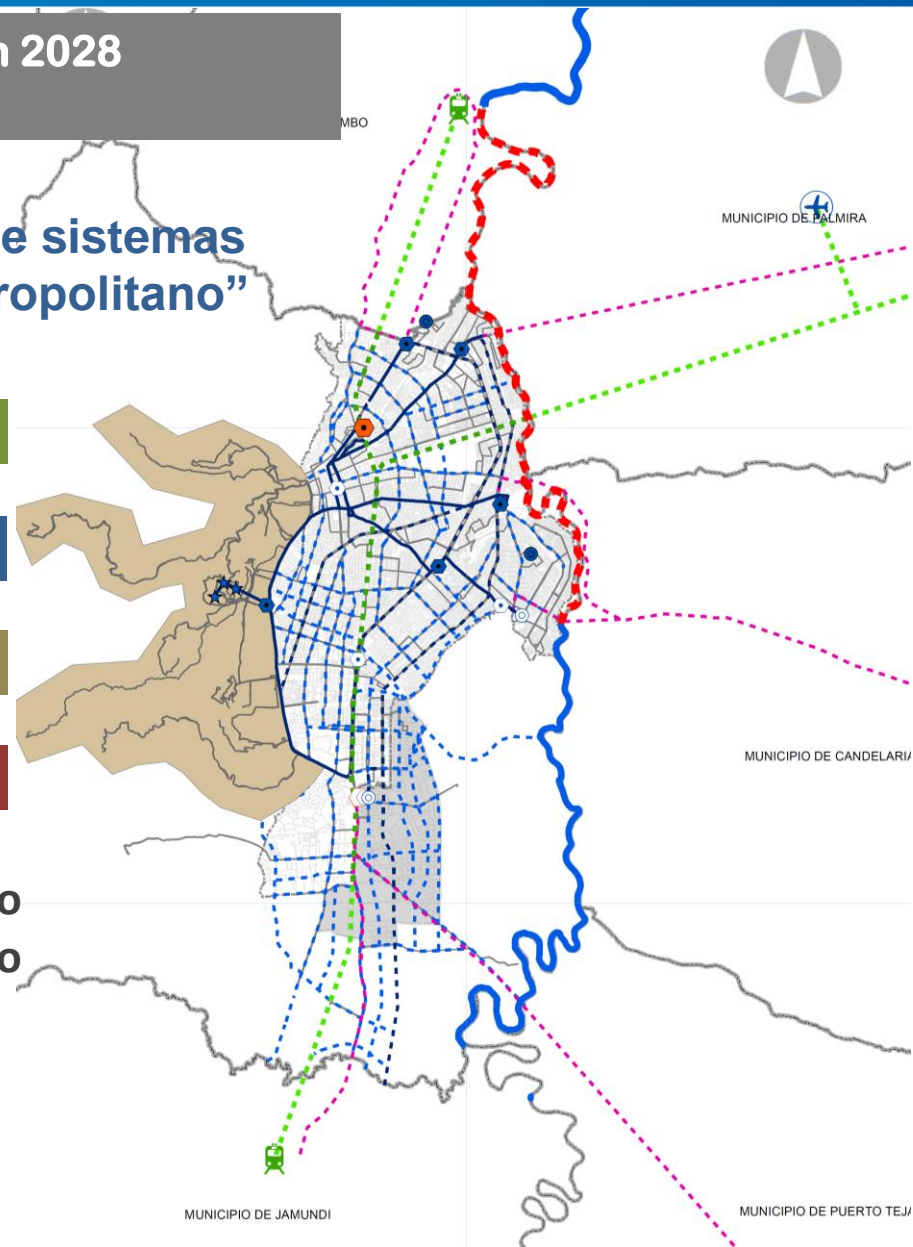 n 2028
MBO
MUNICIPIO DE PALMIRA
e sistemas
ropolitano”
MUNICIPIO DE CANDELARIA
o
o
MUNICIPIO DE JAMUNDI
MUNICIPIO DE PUERTO TEJA